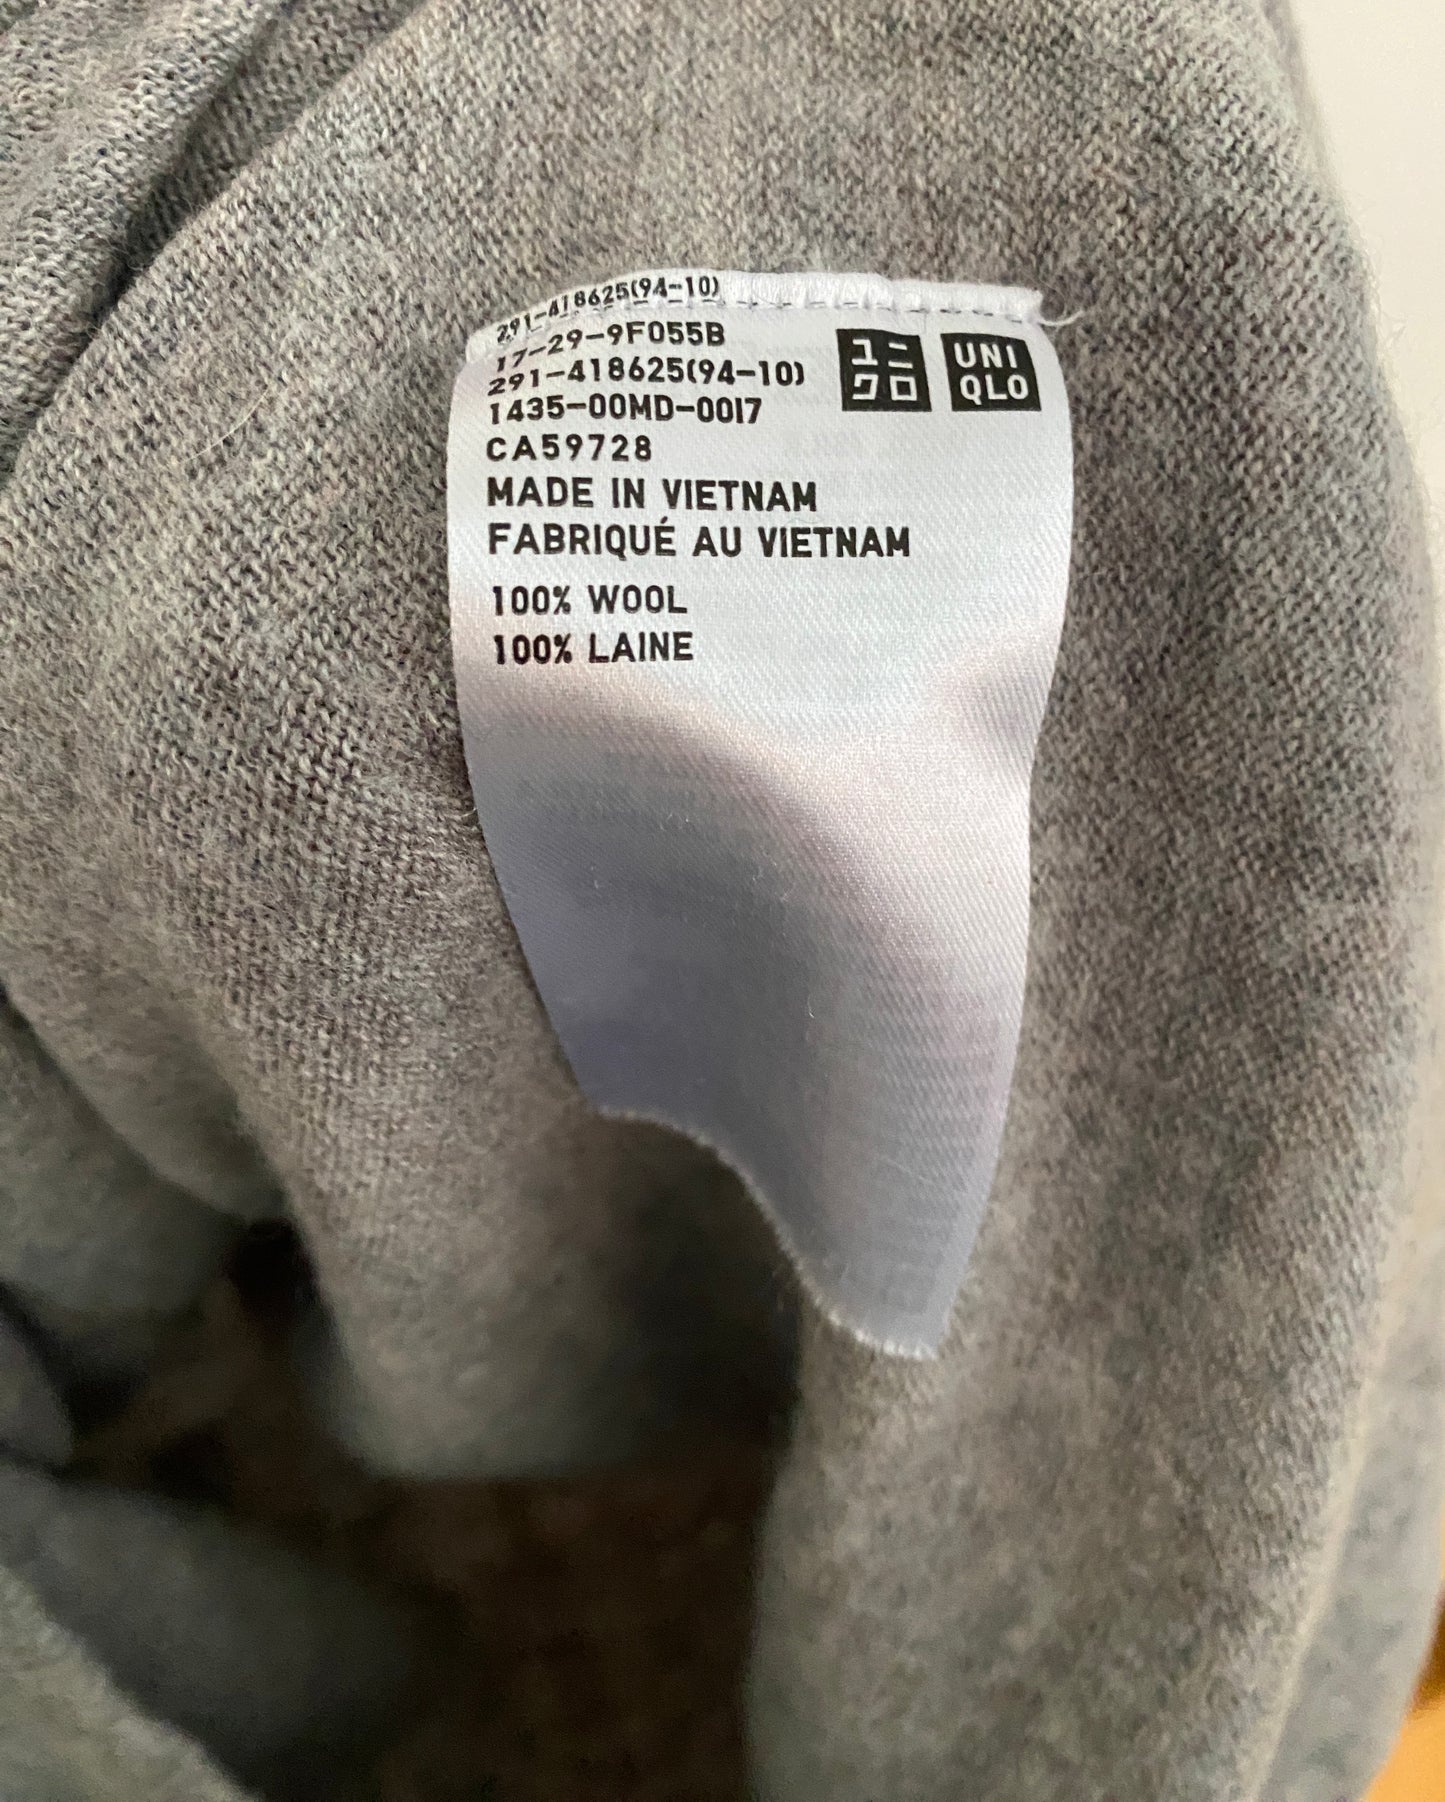 291-418625(94-10)
17-29-9F055B
291-418625(94-10)
1435-00MD-0017
CA59728
MADE IN VIETNAM
FABRIQUÉ AU VIETNAM
100% WOOL
100% LAINE
ユニ
クロ
UNI
QLO